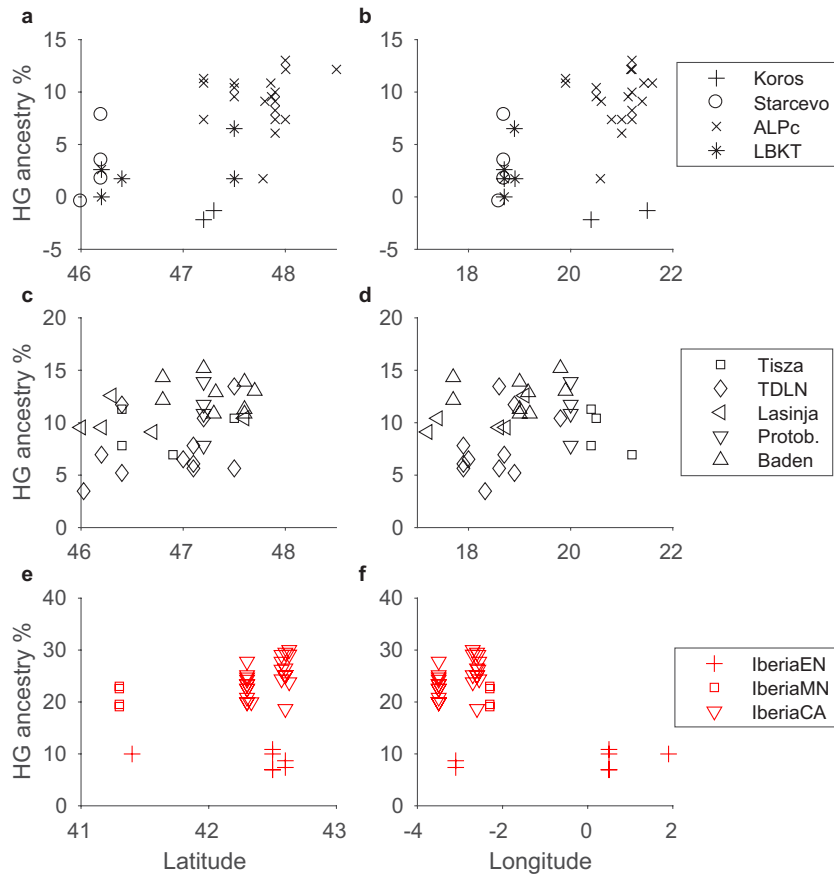 a
b
HG ancestry %
15
10
5
0
-5
46
47
48
15
10
5
0
-5
18
20
22
Koros
Starcevo
ALPc
LBKT
c
d
HG ancestry %
20
15
10
5
0
46
47
48
20
15
10
5
0
18
20
22
Tisza
TDLN
Lasinja
Protob.
Baden
e
f
HG ancestry %
40
30
20
10
0
41
42
43
Latitude
40
30
20
10
0
-4
-2
0
2
Longitude
IberiaEN
IberiaMN
IberiaCA